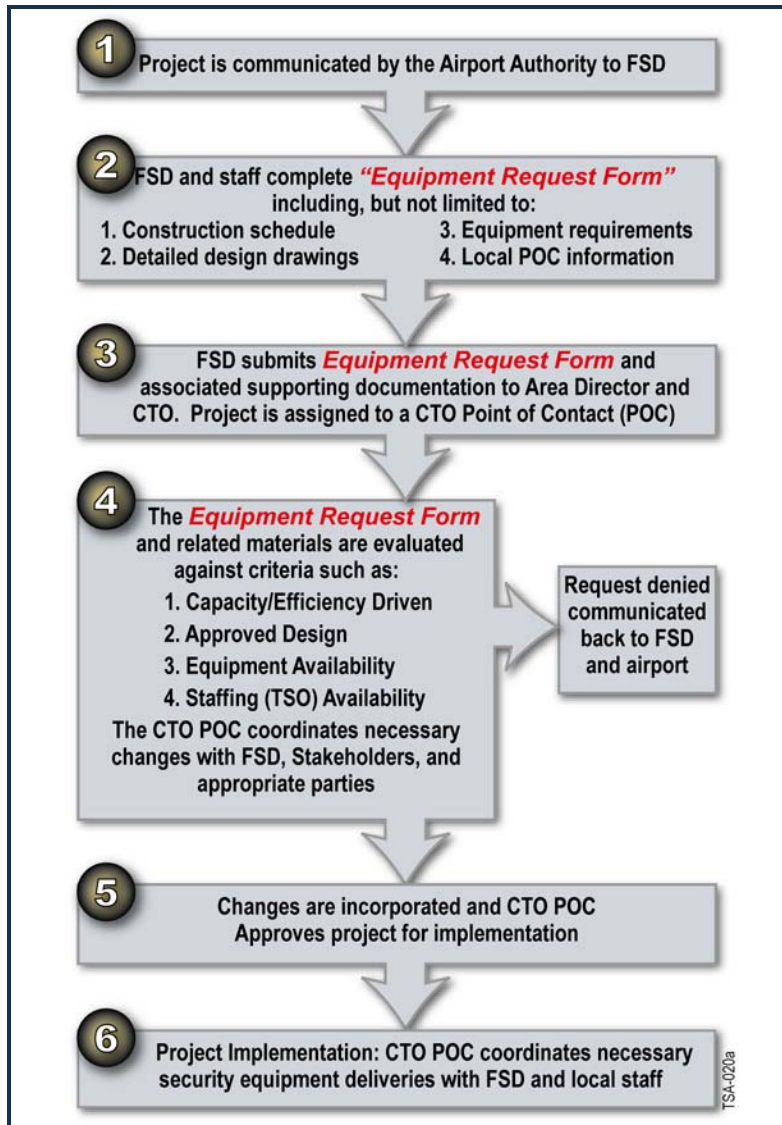 1
Project is communicated by the Airport Authority to FSD
2
FSD and staff complete “Equipment Request Form”
including, but not limited to:
1. Construction schedule
2. Detailed design drawings
3. Equipment requirements
4. Local POC information
3
FSD submits Equipment Request Form and
associated supporting documentation to Area Director and
CTO. Project is assigned to a CTO Point of Contact (POC)
4
The Equipment Request Form
and related materials are evaluated
against criteria such as:
1. Capacity/Efficiency Driven
2. Approved Design
3. Equipment Availability
4. Staffing (TSO) Availability
The CTO POC coordinates necessary
changes with FSD, Stakeholders, and
appropriate parties
Request denied
communicated
back to FSD
and airport
5
Changes are incorporated and CTO POC
Approves project for implementation
6
Project Implementation: CTO POC coordinates necessary
security equipment deliveries with FSD and local staff
TSA-020a